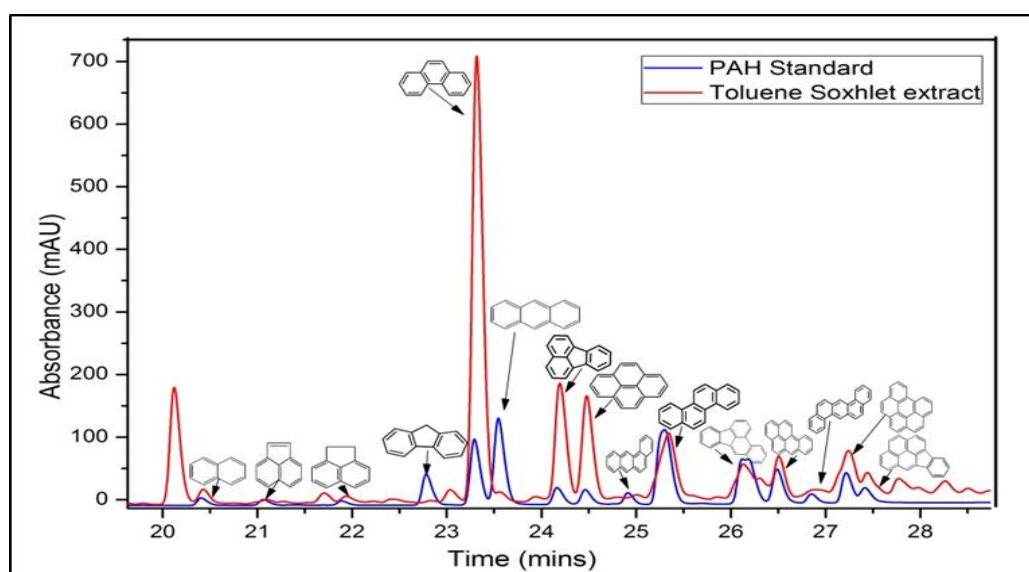 PAH Standard
Toluene Soxhlet extract
700
600
500
400
300
200
100
0
Absorbance (mAU)
20 21 22 23 24 25 26 27 28
Time (mins)